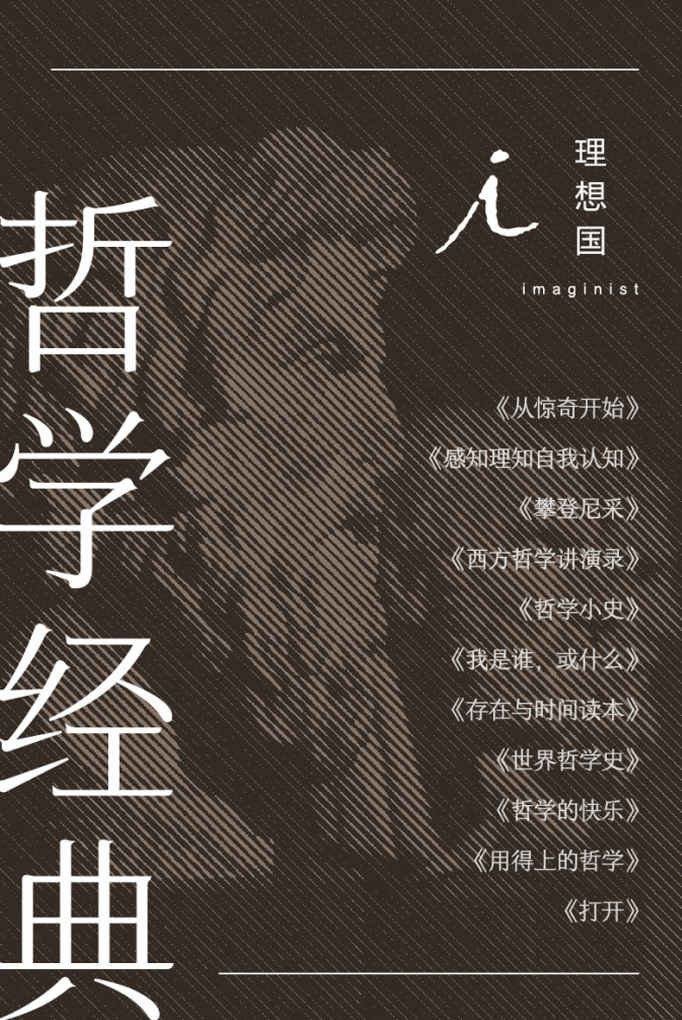 哲学经典
i
理想国
imaginist
《从惊奇开始》
《感知理知自我认知》
《攀登尼采》
《西方哲学讲演录》
《哲学小史》
《我是谁，或什么》
《存在与时间读本》
《世界哲学史》
《哲学的快乐》
《用得上的哲学》
《打开》